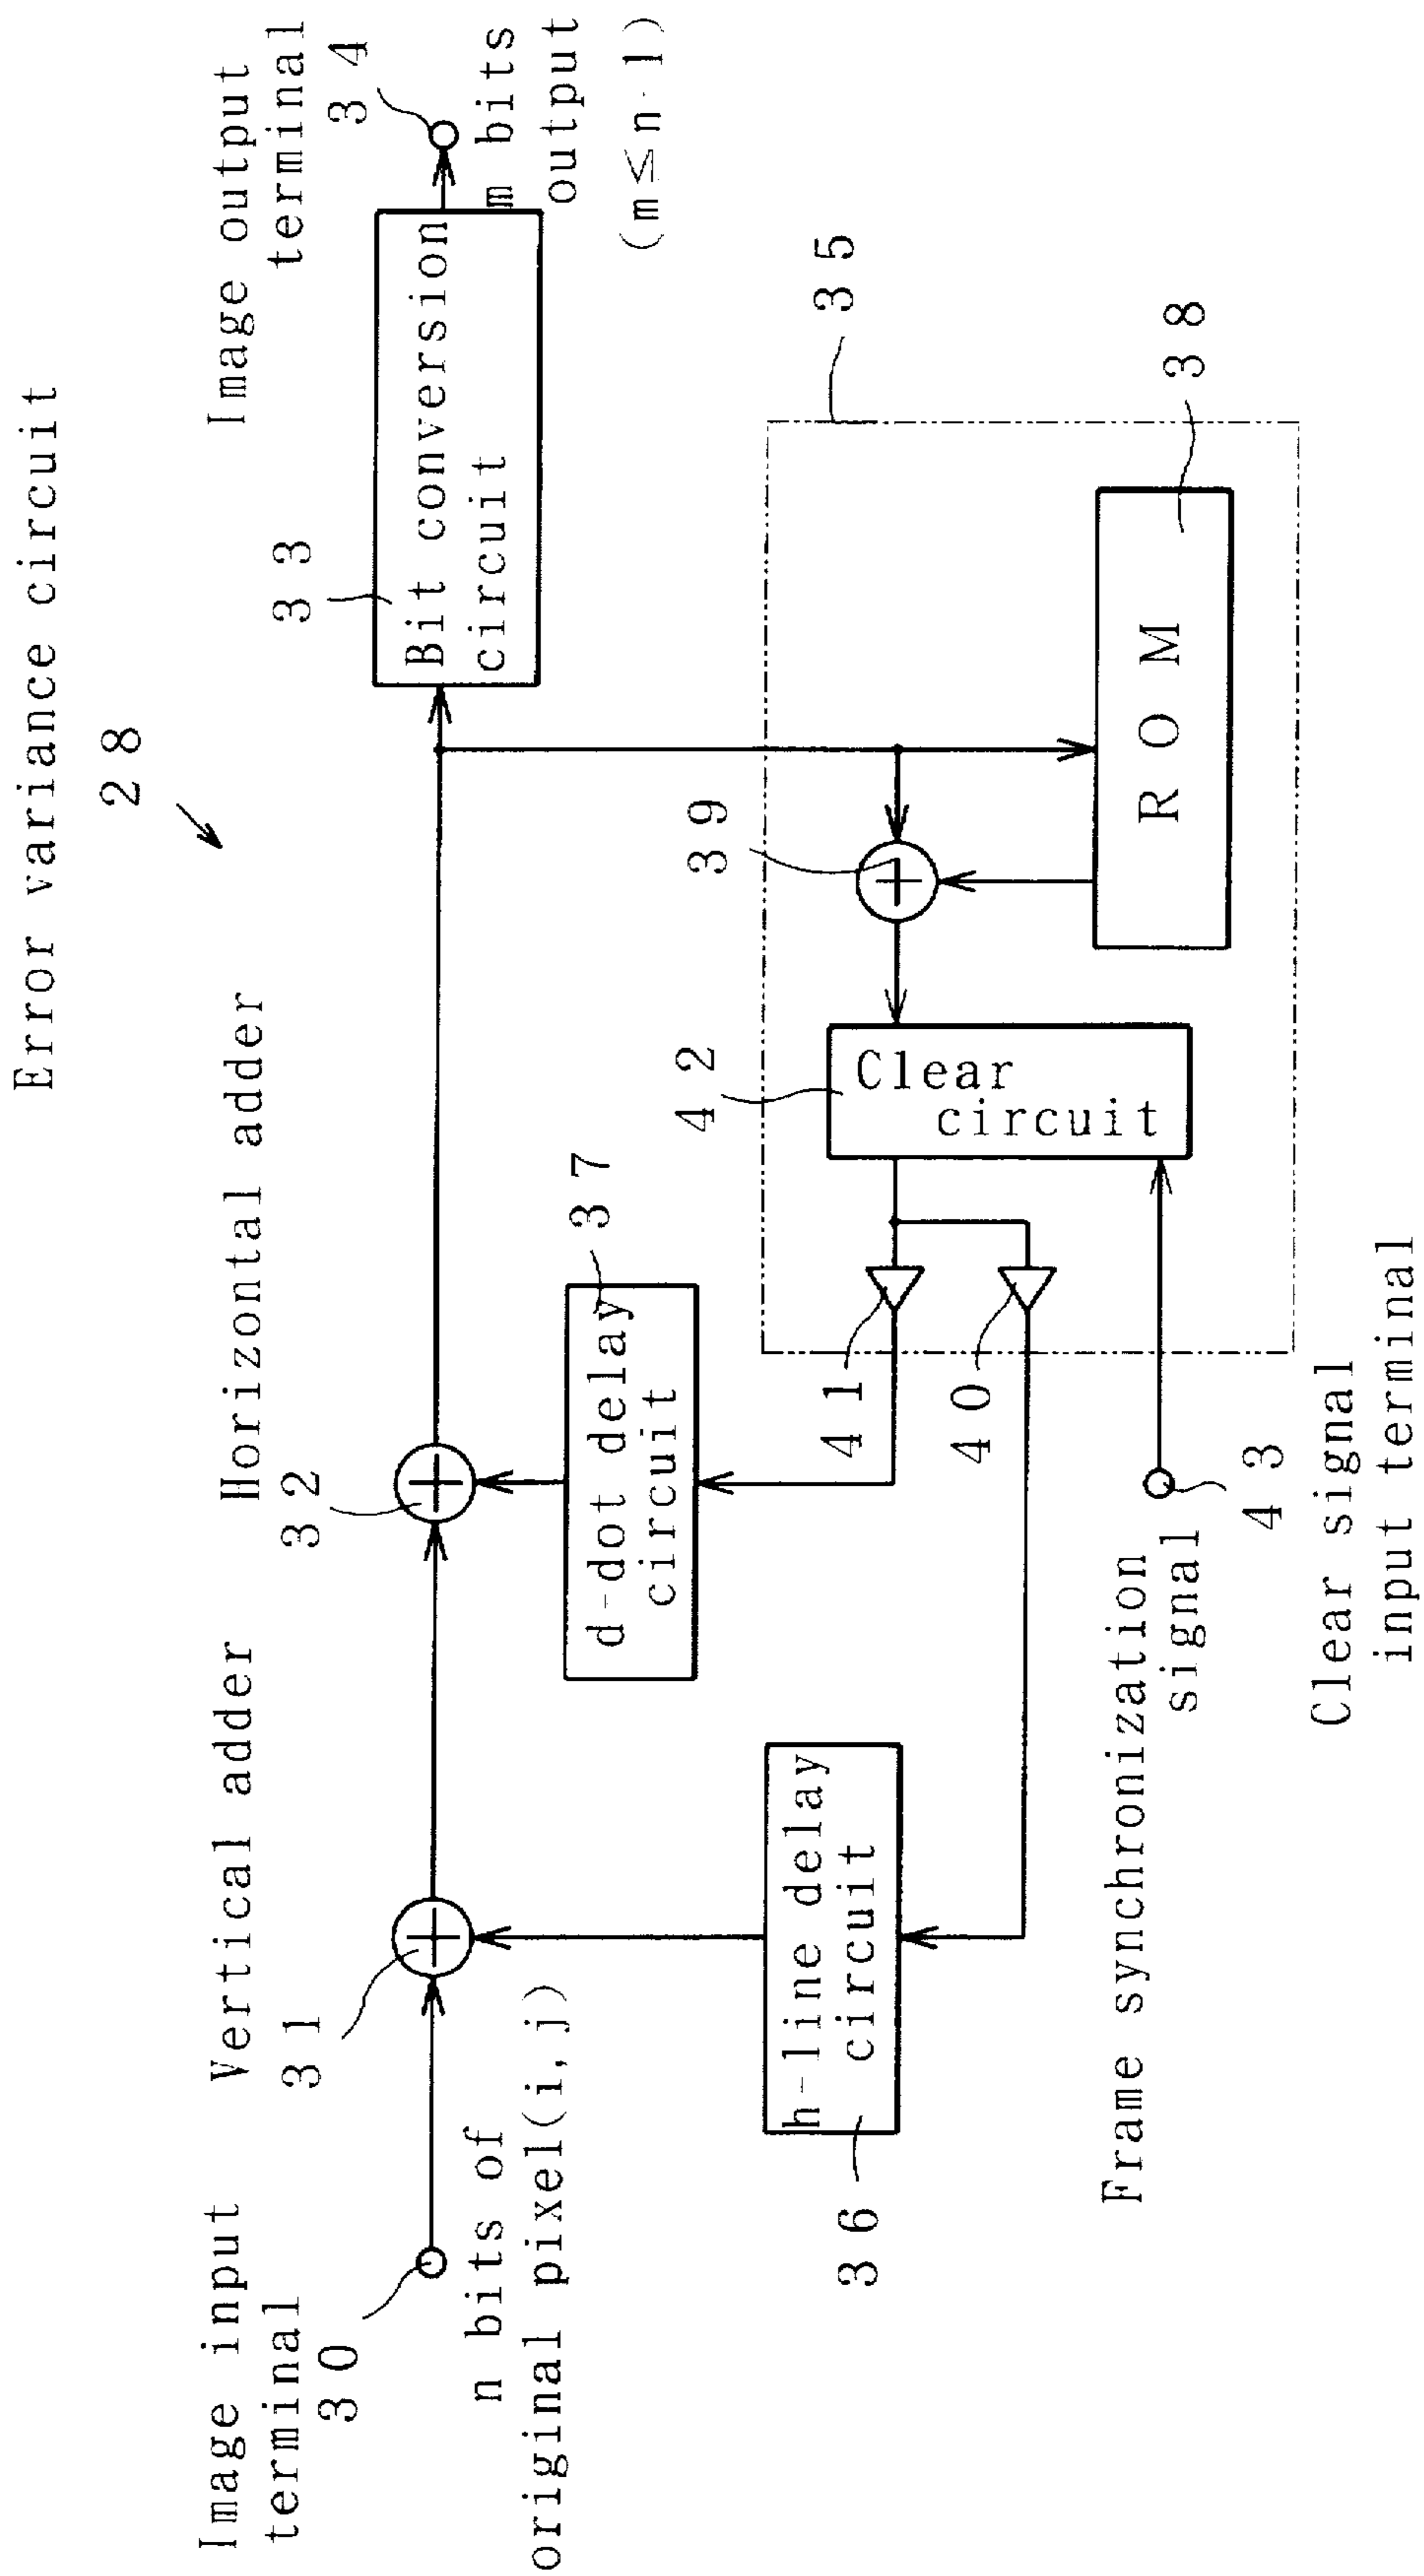 Error variance circuit
28
Image input
terminal
30
n bits of
original pixel(i,j)
Vertical adder
31
Horizontal adder
32
33
Bit conversion
circuit
Image output
terminal
34
m bits
output
(m≤n-1)
h-line delay
circuit
36
d-dot delay
circuit
37
41
40
42
Clear
circuit
39
ROM
38
35
Frame synchronization
signal
43
Clear signal
input terminal